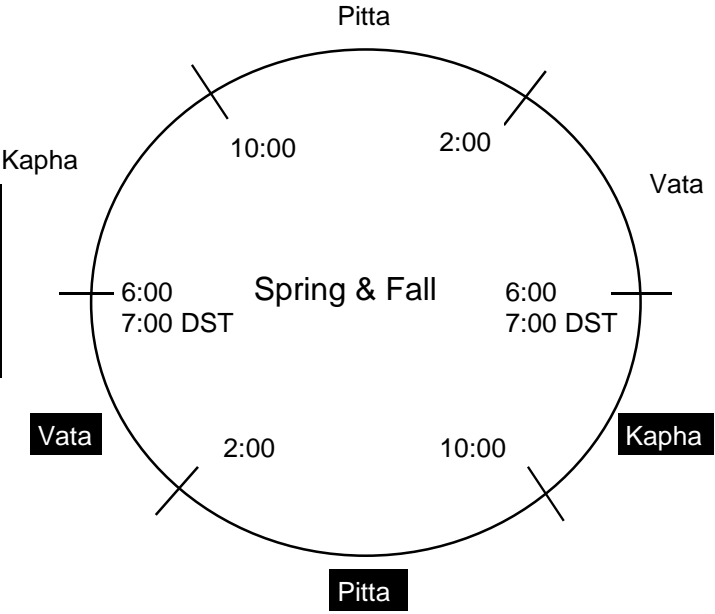 Pitta
10:00
2:00
Kapha
Vata
Spring & Fall
6:00
7:00 DST
6:00
7:00 DST
Vata
2:00
10:00
Kapha
Pitta